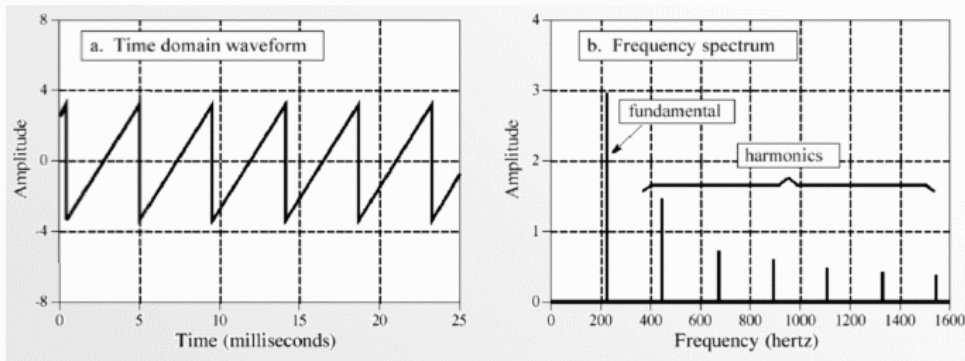 a. Time domain waveform
Amplitude
8
4
0
-4
-8
0 5 10 15 20 25
Time (milliseconds)
b. Frequency spectrum
Amplitude
4
3
2
1
0
fundamental
harmonics
0 200 400 600 800 1000 1200 1400 1600
Frequency (hertz)